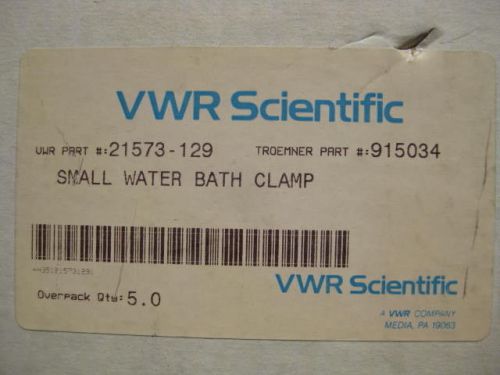 VWR Scientific
VWR PART #:21573-129 TROEMNER PART #:915034
SMALL WATER BATH CLAMP
VWR Scientific
Overpack Qty: 5.0
A VWR COMPANY
MEDIA, PA 19063